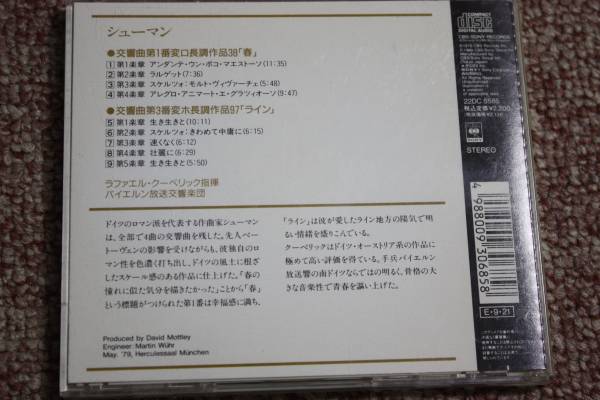 シューマン
●交響曲第1番変ロ長調作品38「春」
1 第1楽章 アンダンテ・ウン・ポコ・マエストーソ(11:35)
2 第2楽章 ラルゲット(7:36)
3 第3楽章 スケルツォ:モルト・ヴィヴァーチェ(5:48)
4 第4楽章 アレグロ・アニマート・エ・グラツィオーソ(9:47)
●交響曲第3番変ホ長調作品97「ライン」
5 第1楽章 生き生きと(10:11)
6 第2楽章 スケルツォ:きわめて中庸に(6:15)
7 第3楽章 速くなく(6:12)
8 第4楽章 壮麗に(6:29)
9 第5楽章 生き生きと(5:50)
ラファエル・クーベリック指揮
バイエルン放送交響楽団
ドイツのロマン派を代表する作曲家シューマン
は、全部で4曲の交響曲を残した。先人ベー
トーヴェンの影響を受けながらも、彼独自のロ
マン性を色濃く打ち出し、ドイツの風土に根ざ
したスケール感のある作品に仕上げた。「春の
憧れに似た気分を描きたかった」ことから「春」
という標題がつけられた第1番は幸福感に満ち、
「ライン」は彼が愛したライン地方の陽気で明
るい情緒を盛りこんでいる。
クーベリックはドイツ・オーストリア系の作品に
極めて高い評価を得ている。手兵バイエルン
放送響の南ドイツならではの明るく、骨格の大
きな音楽性で青春を謳い上げた。
Produced by David Mottley
Engineer: Martin Wöhr
May. '79, Herculessaal München
COMPACT
disc
DIGITAL AUDIO
CBS/SONY RECORDS
22DC 5585
税込定価¥2,200
SONY
STEREO
4988009306858
E・9・21